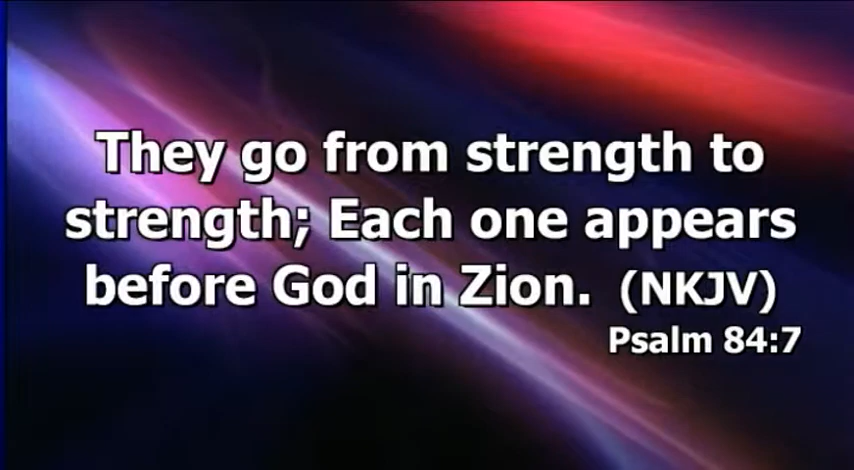 They go from strength to
strength; Each one appears
before God in Zion. (NKJV)
Psalm 84:7